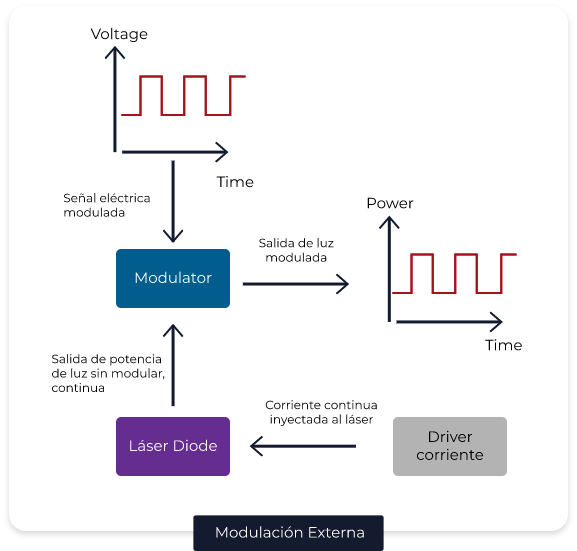 Voltage
Time
Señal eléctrica
modulada
Power
Salida de luz
modulada
Modulator
Time
Salida de potencia
de luz sin modular,
continua
Corriente continua
inyectada al láser
Láser Diode
Driver
corriente
Modulación Externa